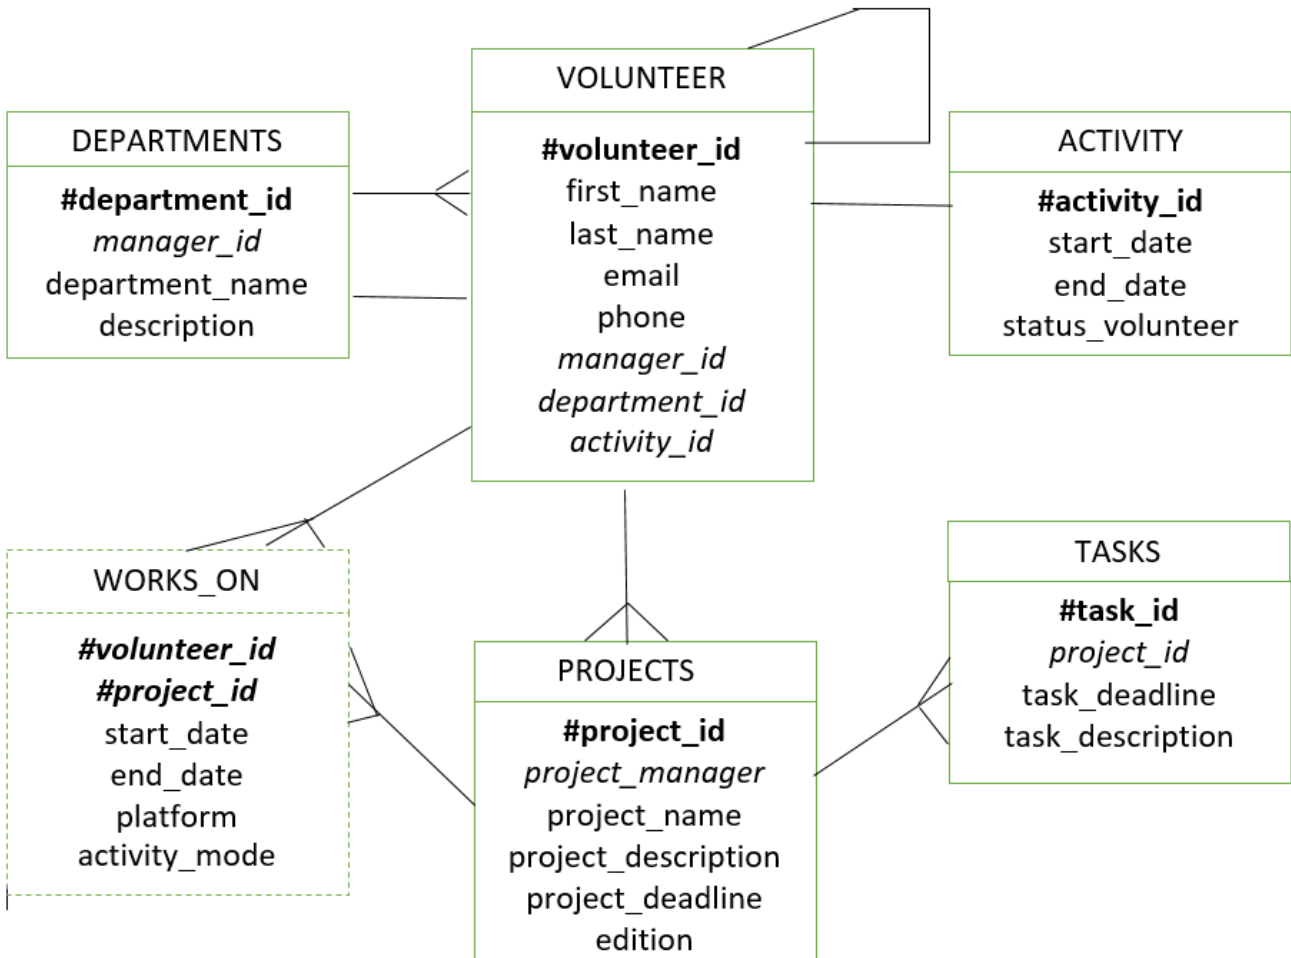 VOLUNTEER
#volunteer_id
first_name
last_name
email
phone
manager_id
department_id
activity_id
DEPARTMENTS
#department_id
manager_id
department_name
description
ACTIVITY
#activity_id
start_date
end_date
status_volunteer
WORKS_ON
#volunteer_id
#project_id
start_date
end_date
platform
activity_mode
PROJECTS
#project_id
project_manager
project_name
project_description
project_deadline
edition
TASKS
#task_id
project_id
task_deadline
task_description